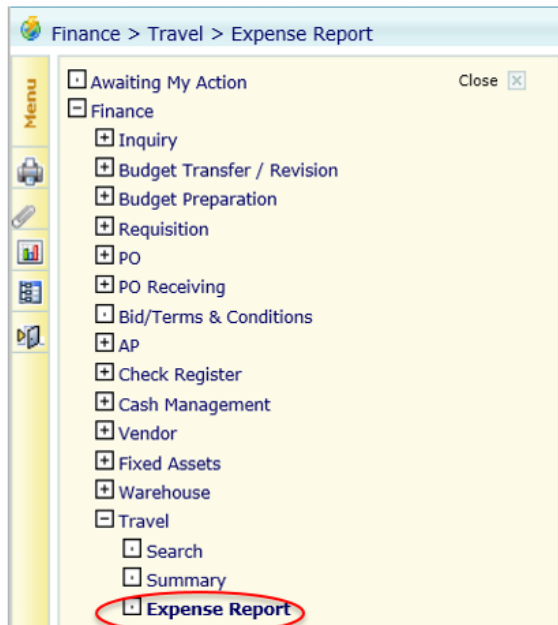 Finance > Travel > Expense Report
Menu
Awaiting My Action Close
Finance
Inquiry
Budget Transfer / Revision
Budget Preparation
Requisition
PO
PO Receiving
Bid/Terms & Conditions
AP
Check Register
Cash Management
Vendor
Fixed Assets
Warehouse
Travel
Search
Summary
Expense Report